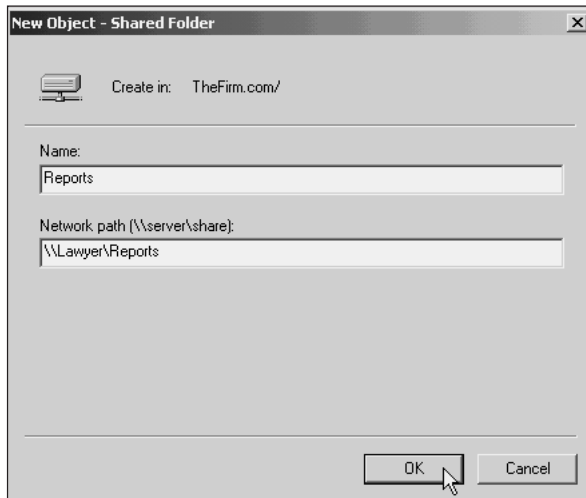 New Object - Shared Folder
Create in: TheFirm.com/
Name:
Reports
Network path (\\server\share):
\\Lawyer\Reports
OK Cancel